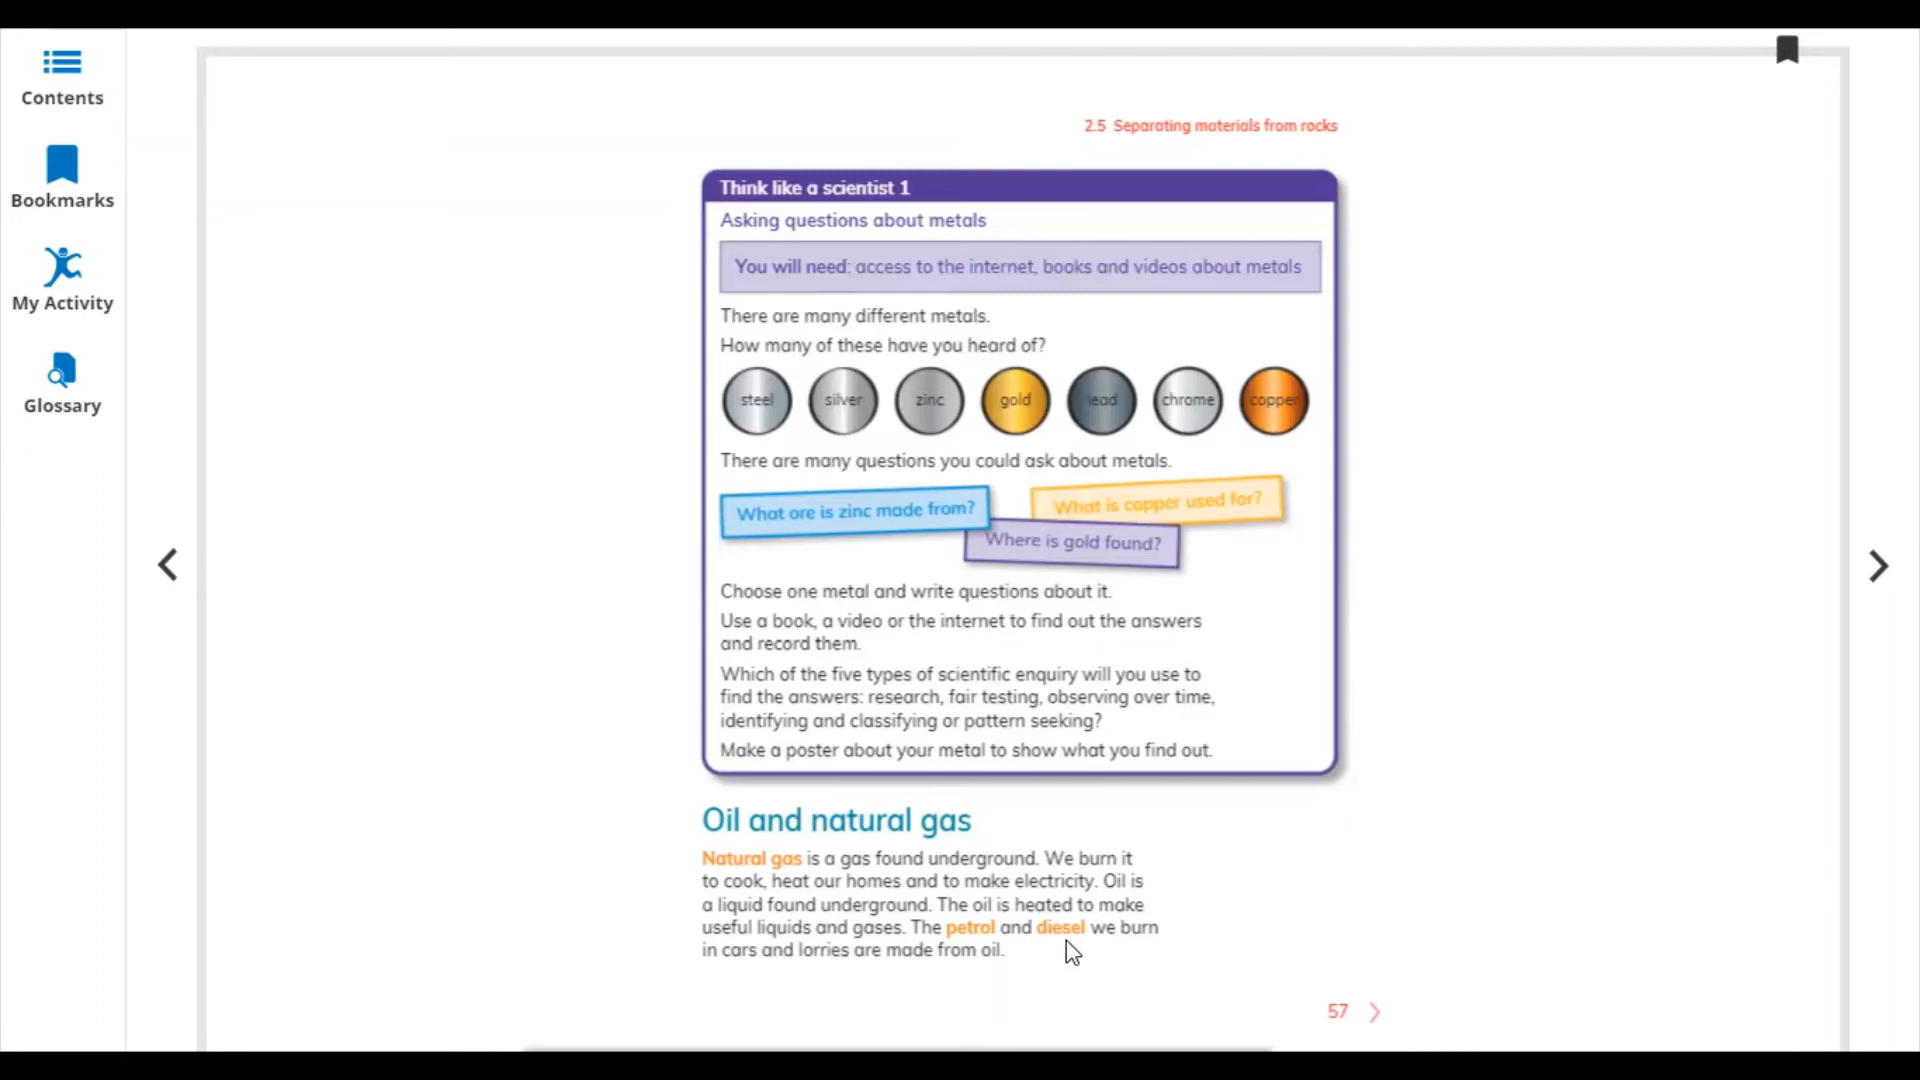 Contents
Bookmarks
My Activity
Glossary
2.5 Separating materials from rocks
Think like a scientist 1
Asking questions about metals
You will need: access to the internet, books and videos about metals
There are many different metals.
How many of these have you heard of?
steel silver zinc gold lead chrome copper
There are many questions you could ask about metals.
What ore is zinc made from?
What is copper used for?
Where is gold found?
Choose one metal and write questions about it.
Use a book, a video or the internet to find out the answers
and record them.
Which of the five types of scientific enquiry will you use to
find the answers: research, fair testing, observing over time,
identifying and classifying or pattern seeking?
Make a poster about your metal to show what you find out.
Oil and natural gas
Natural gas is a gas found underground. We burn it
to cook, heat our homes and to make electricity. Oil is
a liquid found underground. The oil is heated to make
useful liquids and gases. The petrol and diesel we burn
in cars and lorries are made from oil.
57